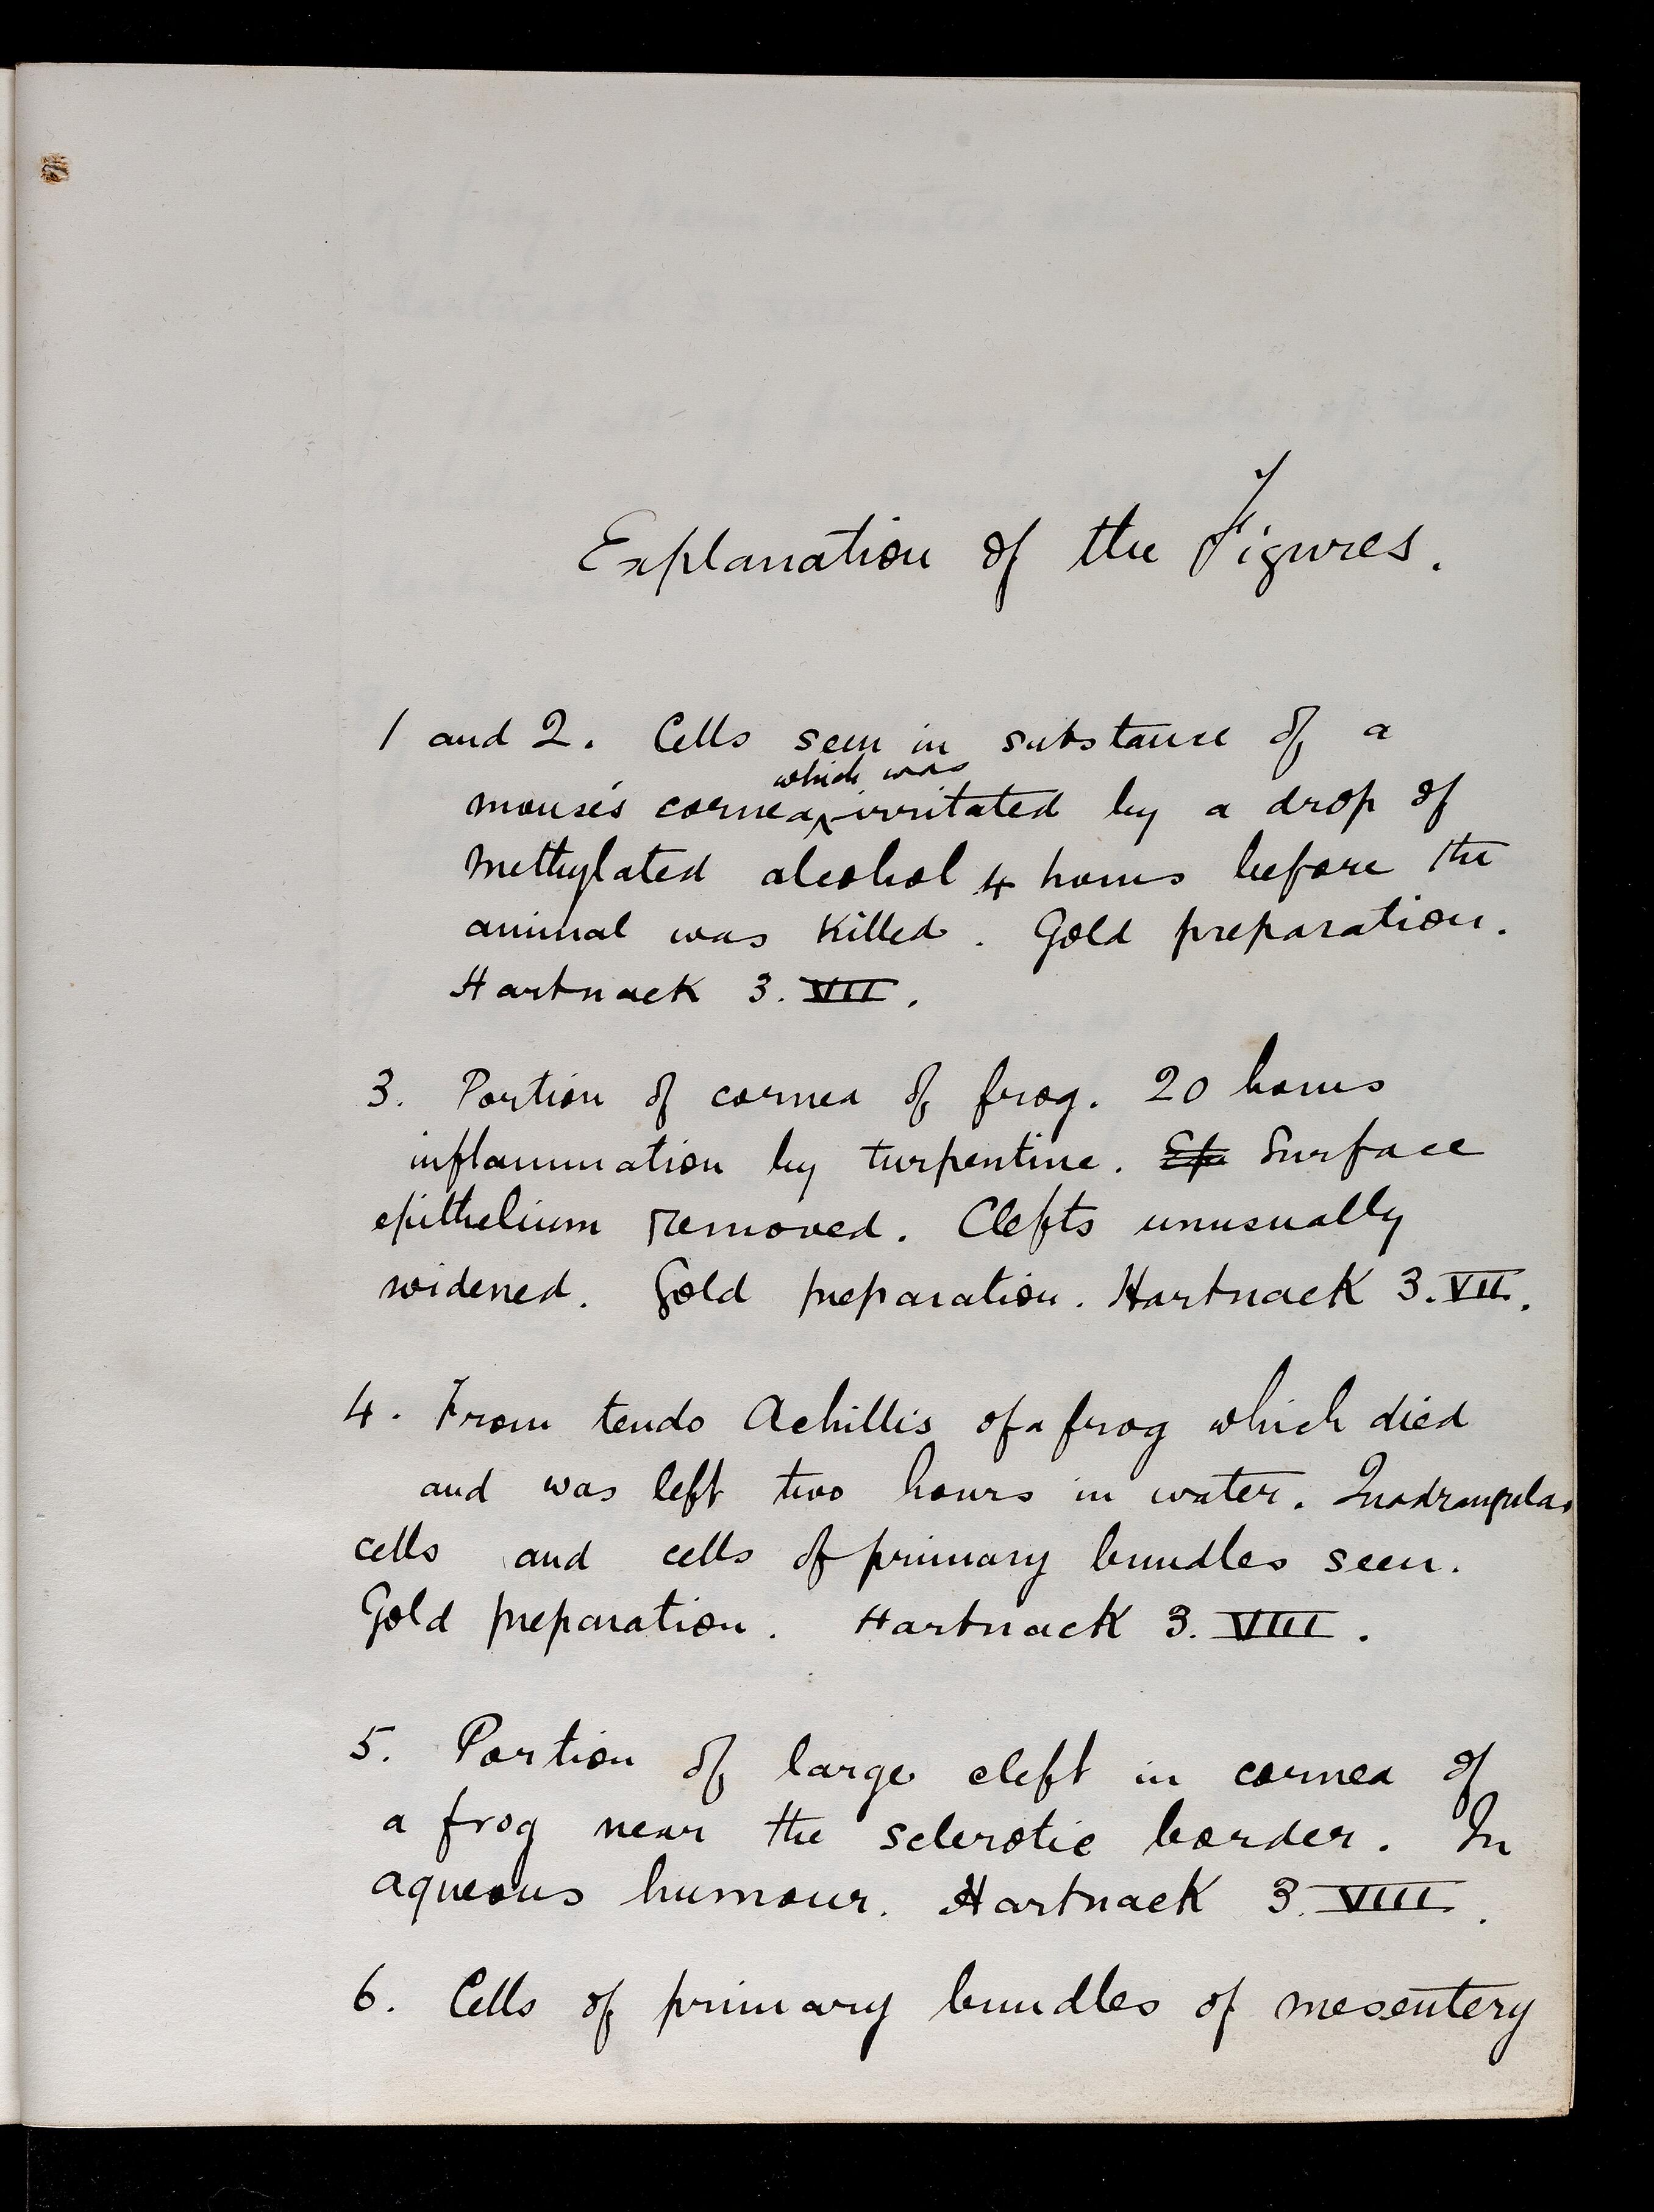 Explanation of the Figures.
1 and 2. Cells seen in substance of a
which was
mouse's cornea irritated by a drop of
methylated alcohol 4 hours before the
animal was killed. Gold preparation.
Hartnack 3. VII.
3. Portion of cornea of frog. 20 hours
inflammation by turpentine. Surface
epithelium removed. Clefts unusually
widened. Gold preparation. Hartnack 3. VII.
4. From tendo Achillis of a frog which died
and was left two hours in water. Quadrangular
cells and cells of primary bundles seen.
Gold preparation. Hartnack 3. VIII.
5. Portion of large cleft in cornea of
a frog near the sclerotic border. In
aqueous humour. Hartnack 3. VIII.
6. Cells of primary bundles of mesentery